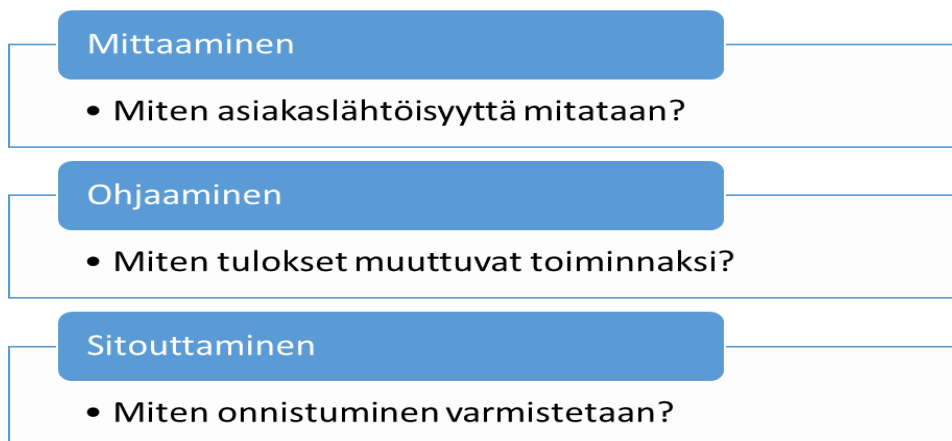 Mittaaminen
• Miten asiakaslähtöisyyttä mitataan?
Ohjaaminen
• Miten tulokset muuttuvat toiminnaksi?
Sitouttaminen
• Miten onnistuminen varmistetaan?